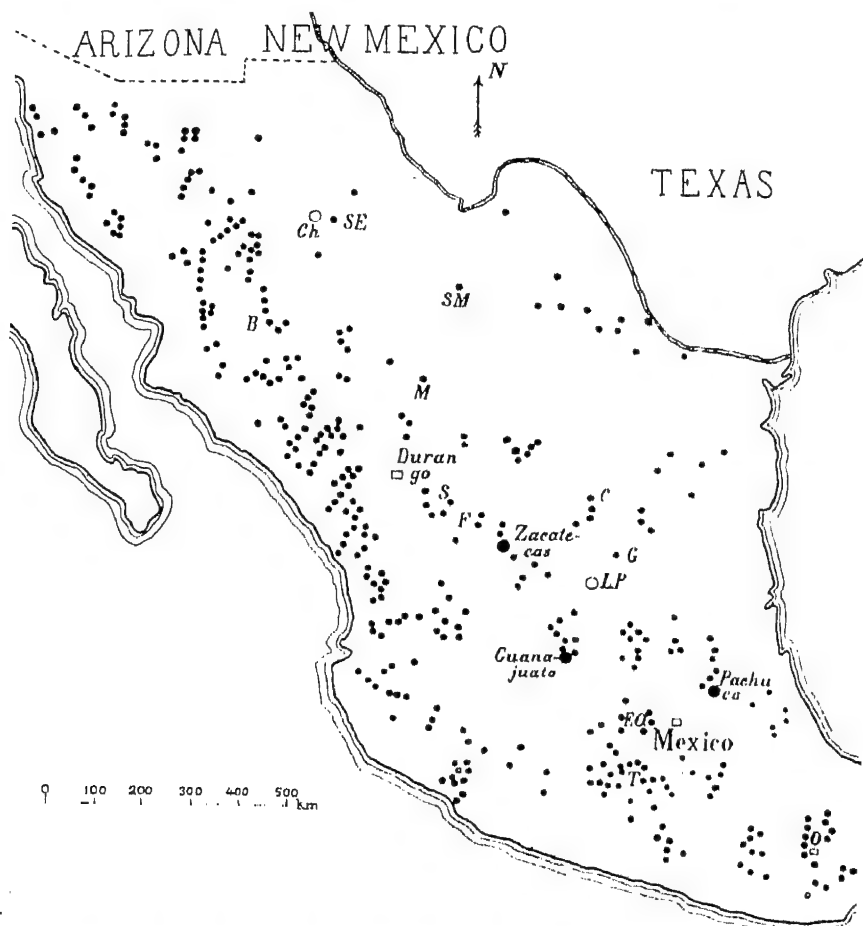 ARIZONA NEW MEXICO
N
TEXAS
Ch
SE
SM
B
M
Duran
go
S
F
C
Zacate-
cas
G
LP
Guana-
juato
Pachu
ca
EO
Mexico
T
0 100 200 300 400 500 km
O